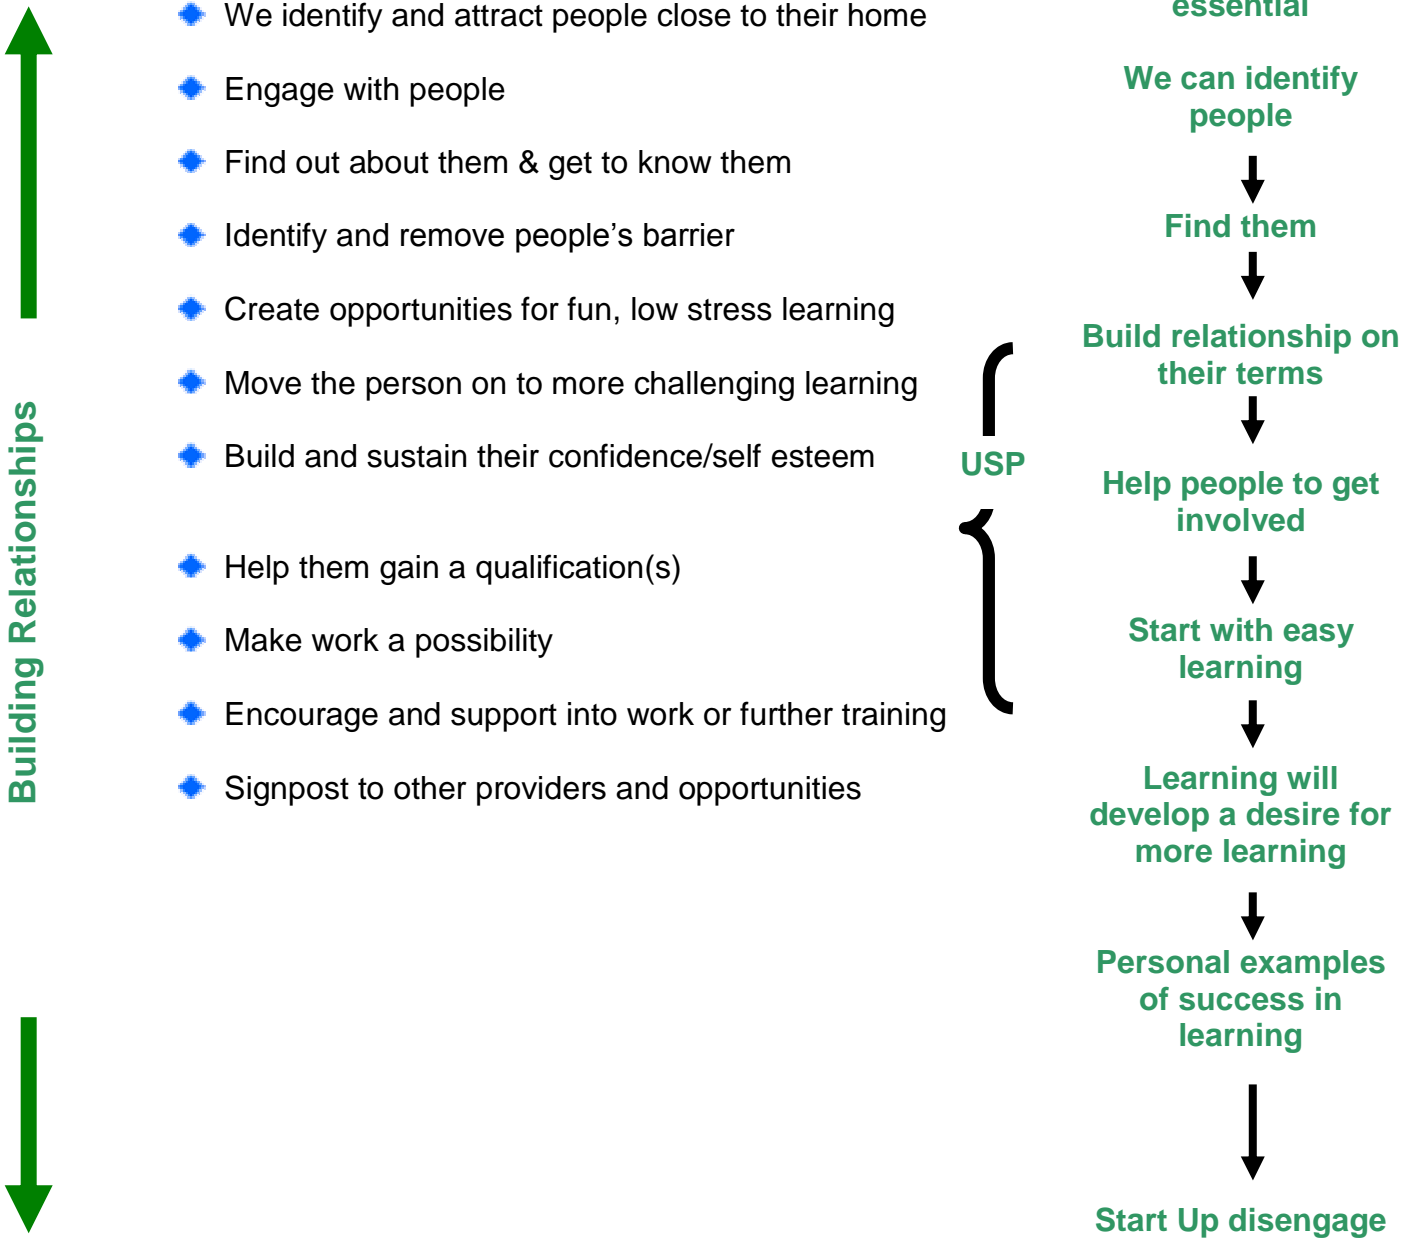 We identify and attract people close to their home
Engage with people
Find out about them & get to know them
Identify and remove people’s barrier
Create opportunities for fun, low stress learning
Move the person on to more challenging learning
Build and sustain their confidence/self esteem
Help them gain a qualification(s)
Make work a possibility
Encourage and support into work or further training
Signpost to other providers and opportunities
Building Relationships
USP
essential
We can identify
people
Find them
Build relationship on
their terms
Help people to get
involved
Start with easy
learning
Learning will
develop a desire for
more learning
Personal examples
of success in
learning
Start Up disengage